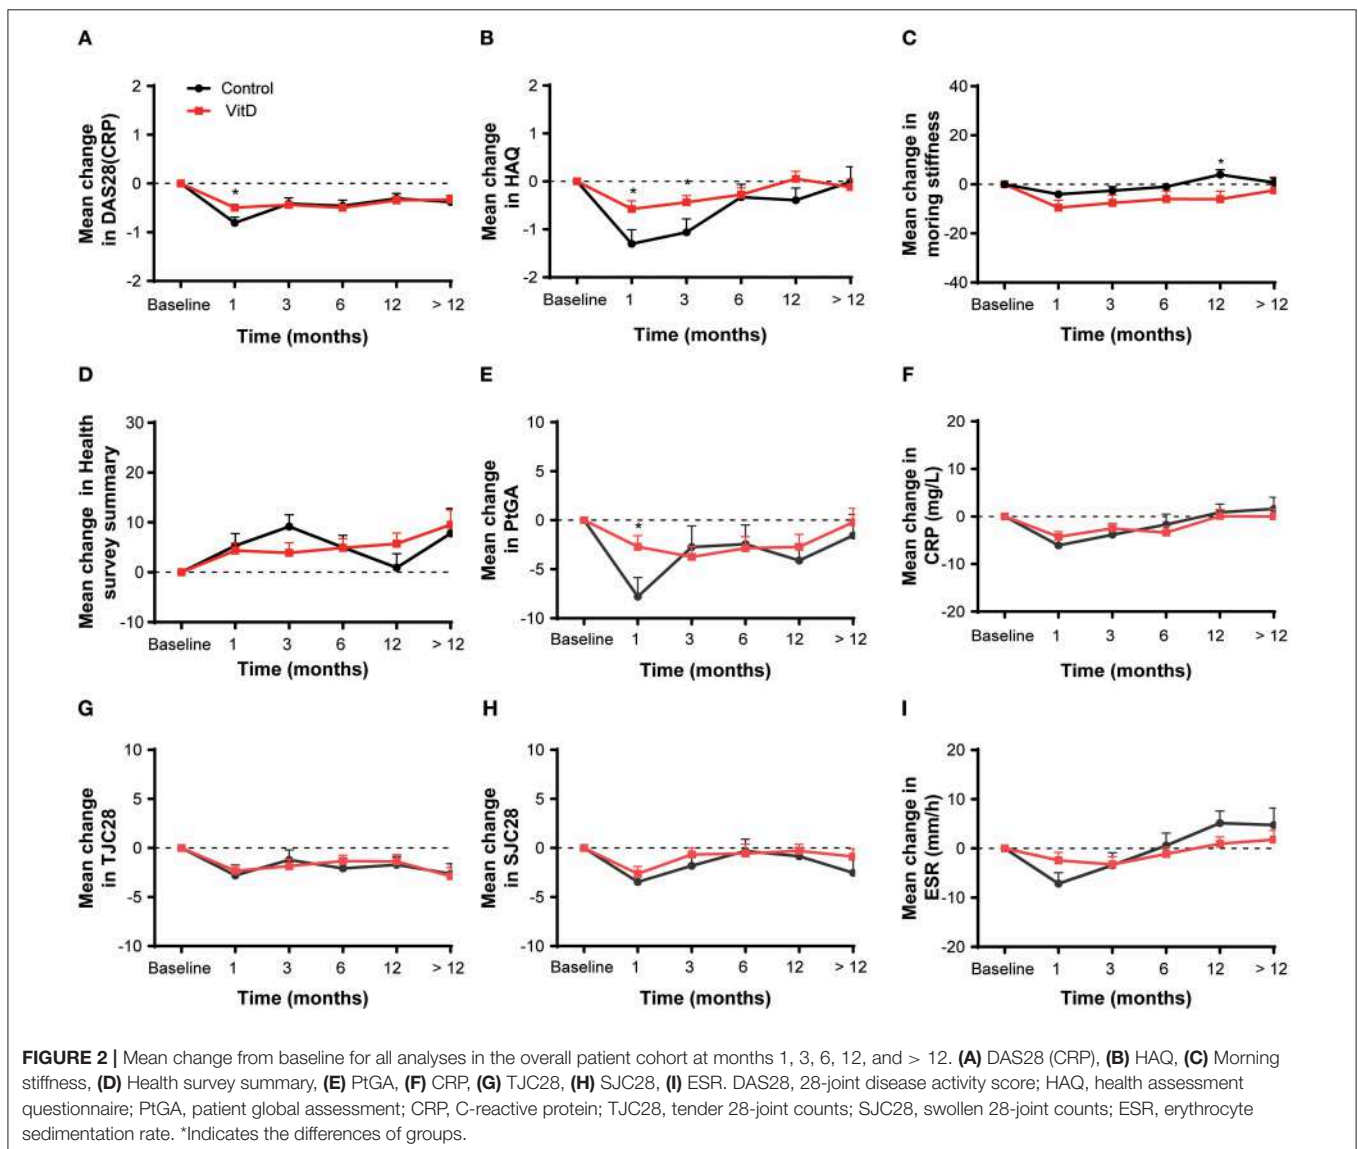 A
Mean change
in DAS28(CRP)
2
1
0
-1
-2
Control
VitD
*
Baseline 1 3 6 12 > 12
Time (months)
B
Mean change
in HAQ
2
1
0
-1
-2
* *
Baseline 1 3 6 12 > 12
Time (months)
C
Mean change in
moring stiffness
40
20
0
-20
-40
*
Baseline 1 3 6 12 > 12
Time (months)
D
Mean change in Health
survey summary
30
20
10
0
-10
Baseline 1 3 6 12 > 12
Time (months)
E
Mean change
in PtGA
10
5
0
-5
-10
*
Baseline 1 3 6 12 > 12
Time (months)
F
Mean change in
CRP (mg/L)
20
10
0
-10
-20
Baseline 1 3 6 12 > 12
Time (months)
G
Mean change
in TJC28
10
5
0
-5
-10
Baseline 1 3 6 12 > 12
Time (months)
H
Mean change
in SJC28
10
5
0
-5
-10
Baseline 1 3 6 12 > 12
Time (months)
I
Mean change in
ESR (mm/h)
20
10
0
-10
-20
Baseline 1 3 6 12 > 12
Time (months)
FIGURE 2 | Mean change from baseline for all analyses in the overall patient cohort at months 1, 3, 6, 12, and > 12. (A) DAS28 (CRP), (B) HAQ, (C) Morning
stiffness, (D) Health survey summary, (E) PtGA, (F) CRP, (G) TJC28, (H) SJC28, (I) ESR. DAS28, 28-joint disease activity score; HAQ, health assessment
questionnaire; PtGA, patient global assessment; CRP, C-reactive protein; TJC28, tender 28-joint counts; SJC28, swollen 28-joint counts; ESR, erythrocyte
sedimentation rate. *Indicates the differences of groups.